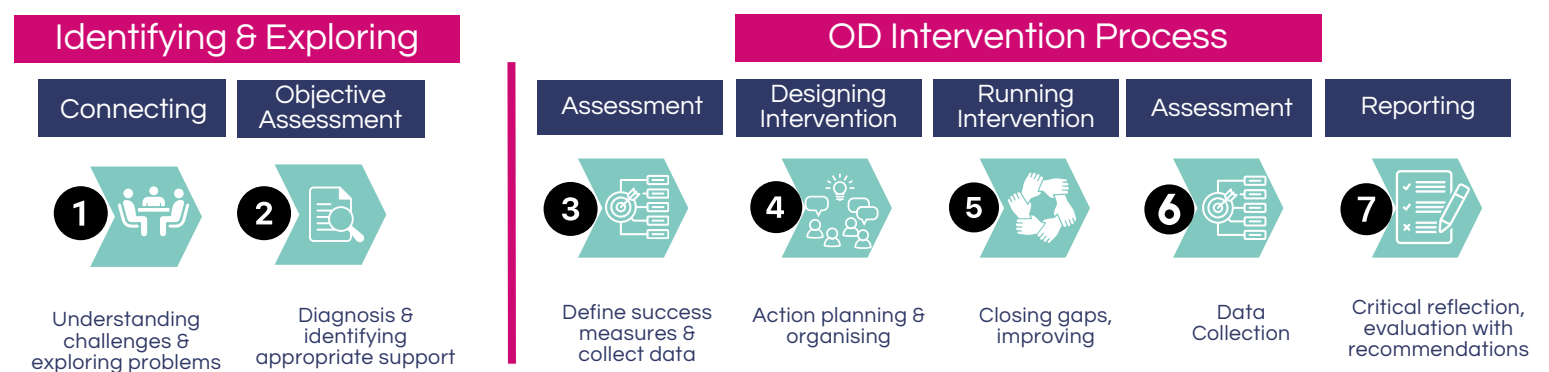 Identifying & Exploring
OD Intervention Process
Connecting
Objective
Assessment
Assessment
Designing
Intervention
Running
Intervention
Assessment
Reporting
1
2
3
4
5
6
7
Understanding
challenges &
exploring problems
Diagnosis &
identifying
appropriate support
Define success
measures &
collect data
Action planning &
organising
Closing gaps,
improving
Data
Collection
Critical reflection,
evaluation with
recommendations